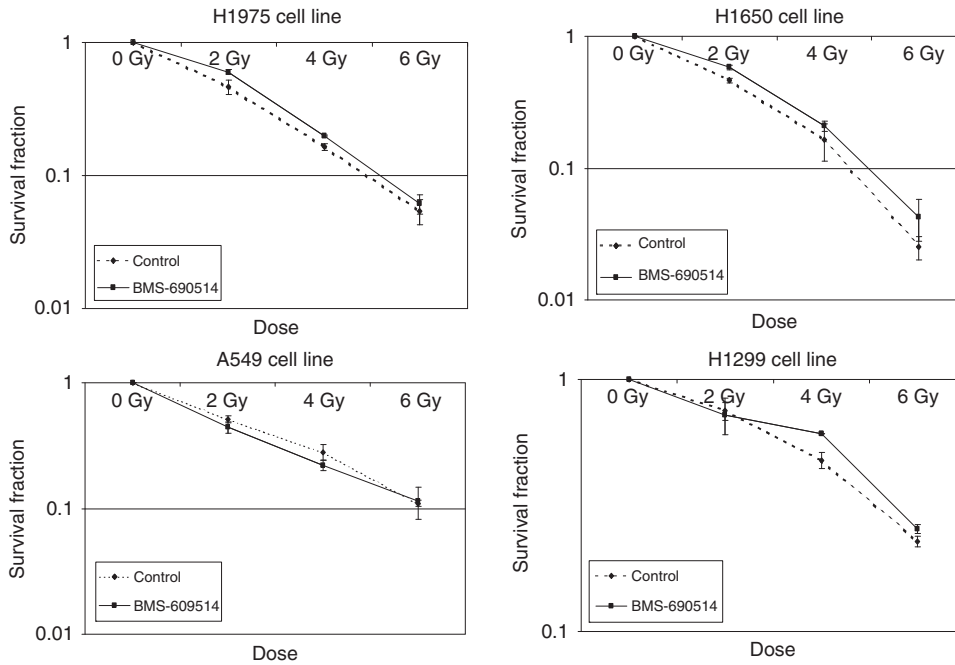 H1975 cell line
1
0 Gy 2 Gy 4 Gy 6 Gy
0.1
0.01
Survival fraction
Control
BMS-690514
Dose
H1650 cell line
1
0 Gy 2 Gy 4 Gy 6 Gy
0.1
0.01
Survival fraction
Control
BMS-690514
Dose
A549 cell line
1
0 Gy 2 Gy 4 Gy 6 Gy
0.1
0.01
Survival fraction
Control
BMS-609514
Dose
H1299 cell line
1
0 Gy 2 Gy 4 Gy 6 Gy
0.1
Survival fraction
Control
BMS-690514
Dose